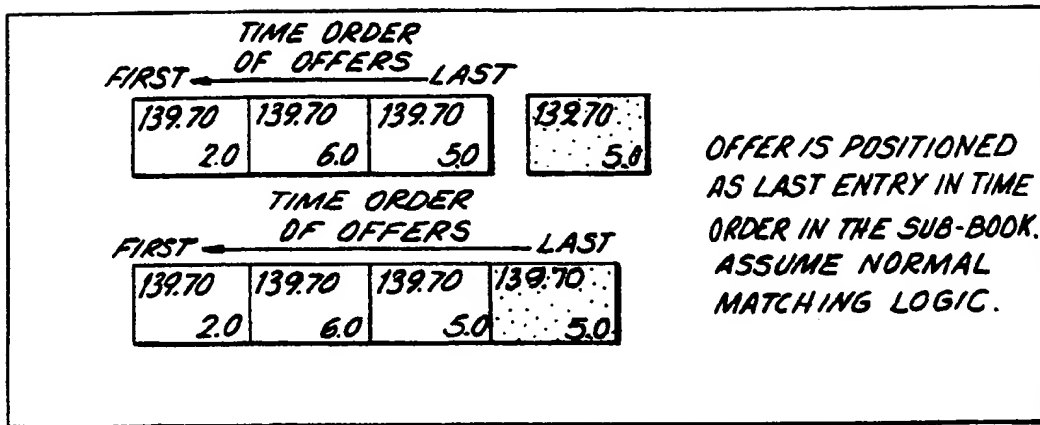 TIME ORDER
OF OFFERS
FIRST LAST
139.70 139.70 139.70 139.70
2.0 6.0 5.0 5.0
TIME ORDER
OF OFFERS
FIRST LAST
139.70 139.70 139.70 139.70
2.0 6.0 5.0 5.0
OFFER IS POSITIONED
AS LAST ENTRY IN TIME
ORDER IN THE SUB-BOOK.
ASSUME NORMAL
MATCHING LOGIC.